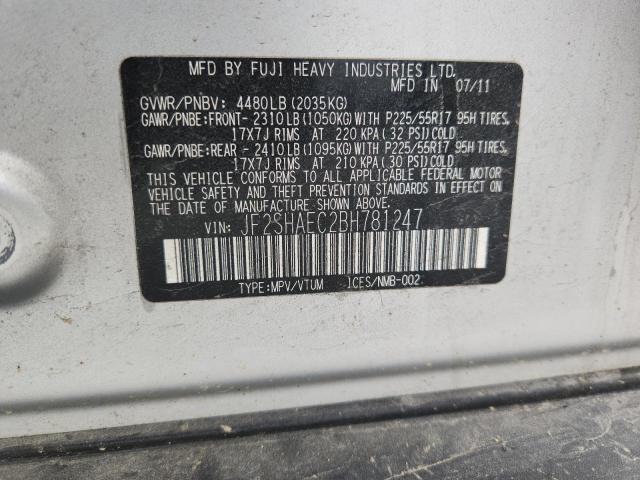 MFD BY FUJI HEAVY INDUSTRIES LTD.
MFD IN 07/11
GVWR/PNBV: 4480LB (2035KG)
GAWR/PNBE:FRONT- 2310LB (1050KG) WITH P225/55R17 95H TIRES,
17X7J RIMS AT 220 KPA (32 PSI) COLD
GAWR/PNBE:REAR - 2410LB (1095KG) WITH P225/55R17 95H TIRES,
17X7J RIMS AT 210 KPA (30 PSI) COLD
THIS VEHICLE CONFORMS TO ALL APPLICABLE FEDERAL MOTOR
VEHICLE SAFETY AND THEFT PREVENTION STANDARDS IN EFFECT ON
THE DATE OF MANUFACTURE SHOWN ABOVE.
VIN: JF2SHAEC2BH781247
TYPE:MPV/VTUM ICES/NMB-002